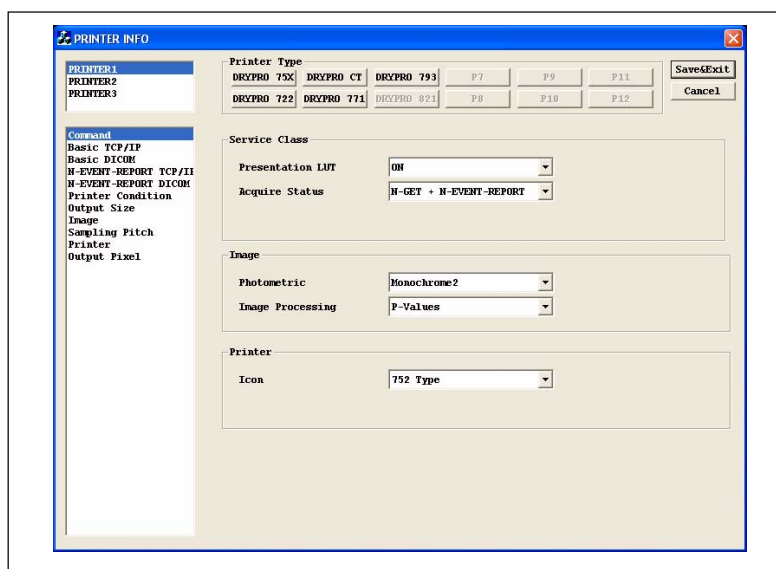 PRINTER INFO
PRINTER1
PRINTER2
PRINTER3
Command
Basic TCP/IP
Basic DICOM
N-EVENT-REPORT TCP/IP
N-EVENT-REPORT DICOM
Printer Condition
Output Size
Image
Sampling Pitch
Printer
Output Pixel
Printer Type
DRYPRO 75X DRYPRO CT DRYPRO 793 P7 P9 P11
DRYPRO 722 DRYPRO 771 DRYPRO 821 P8 P10 P12
Save&Exit
Cancel
Service Class
Presentation LUT ON
Acquire Status N-GET + N-EVENT-REPORT
Image
Photometric Monochrome2
Image Processing P-Values
Printer
Icon 752 Type